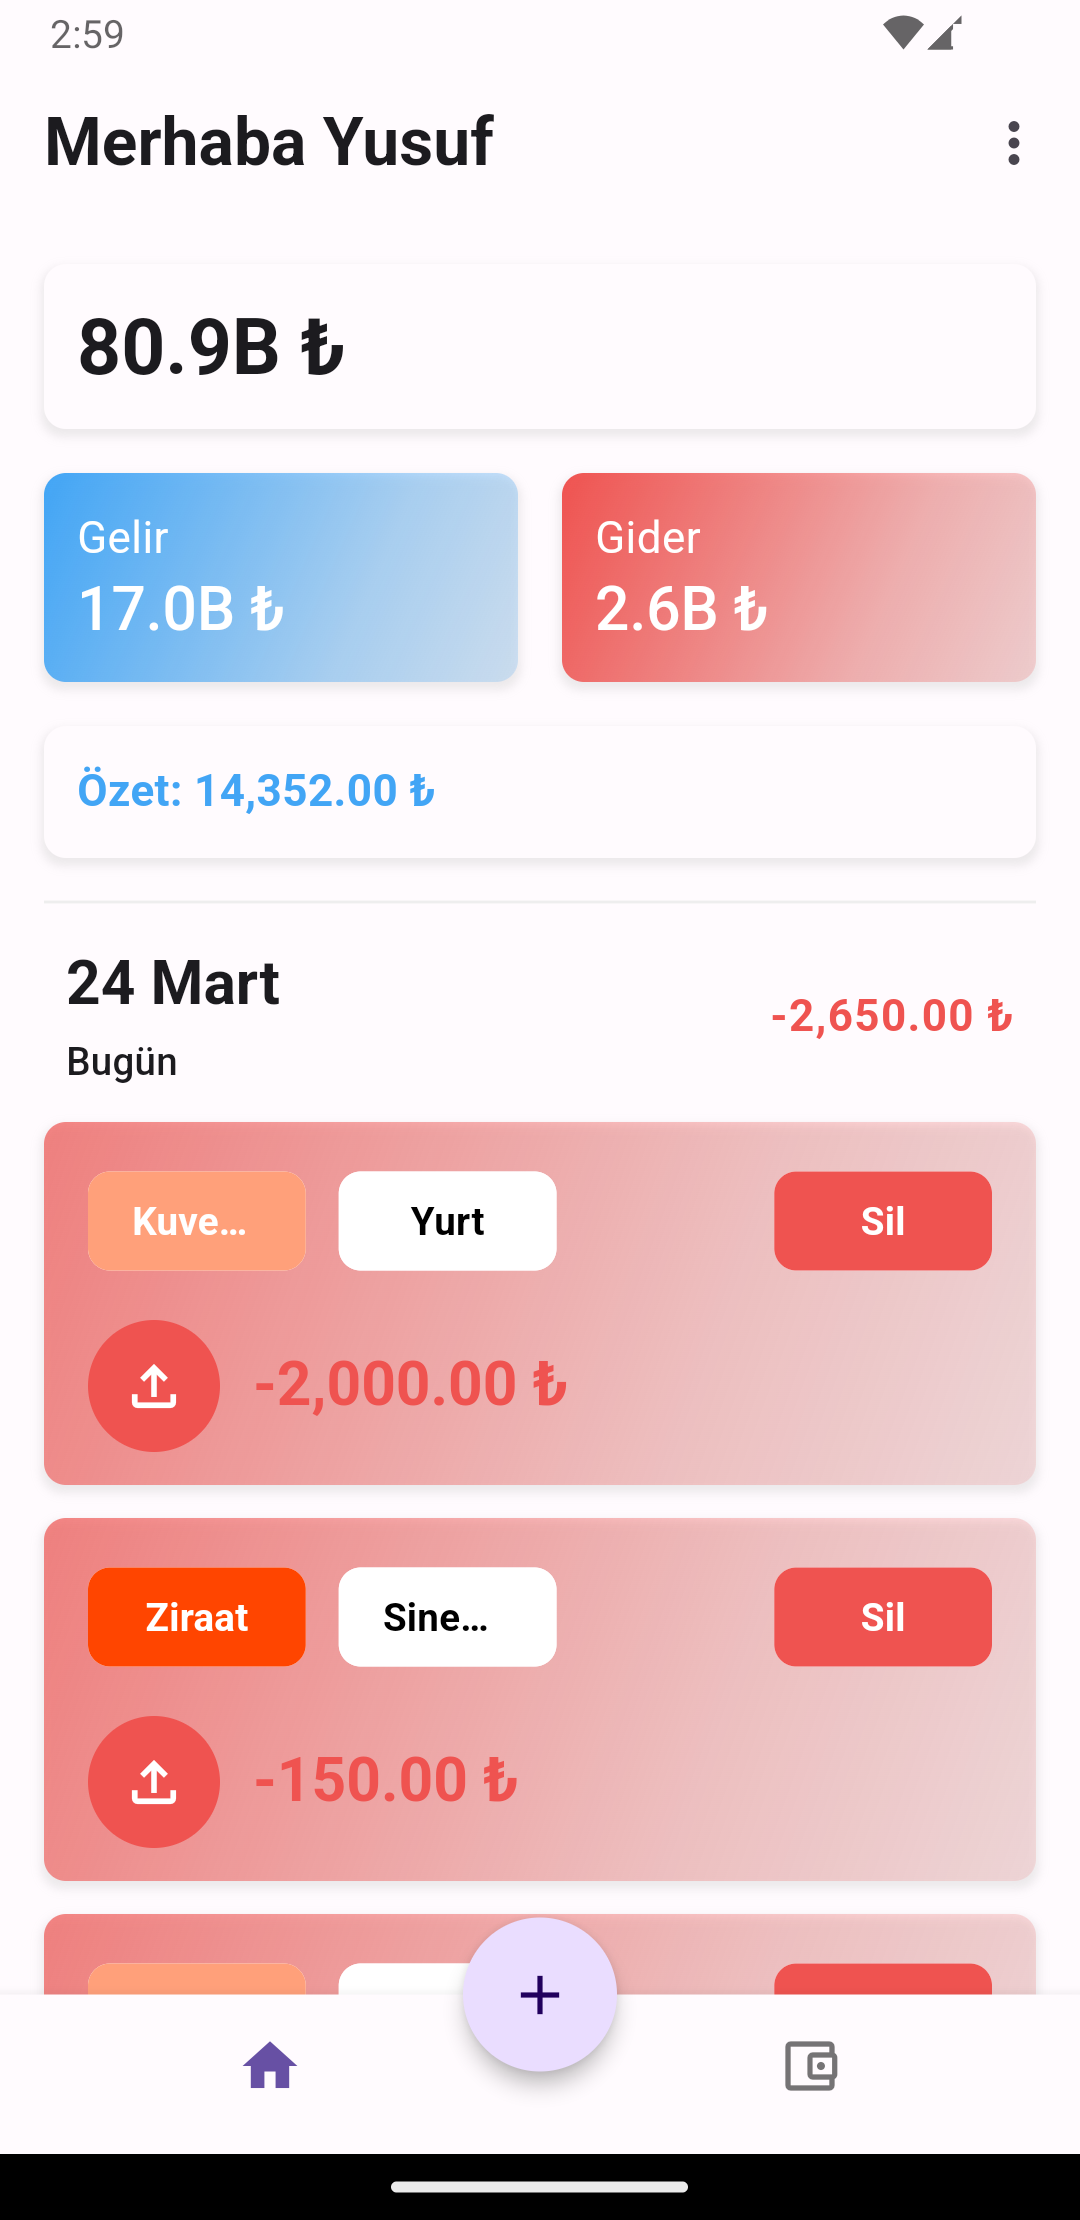 2:59
Merhaba Yusuf
80.9B ₺
Gelir
17.0B ₺
Gider
2.6B ₺
Özet: 14,352.00 ₺
24 Mart
-2,650.00 ₺
Bugün
Kuve...
Yurt
Sil
-2,000.00 ₺
Ziraat
Sine...
Sil
-150.00 ₺